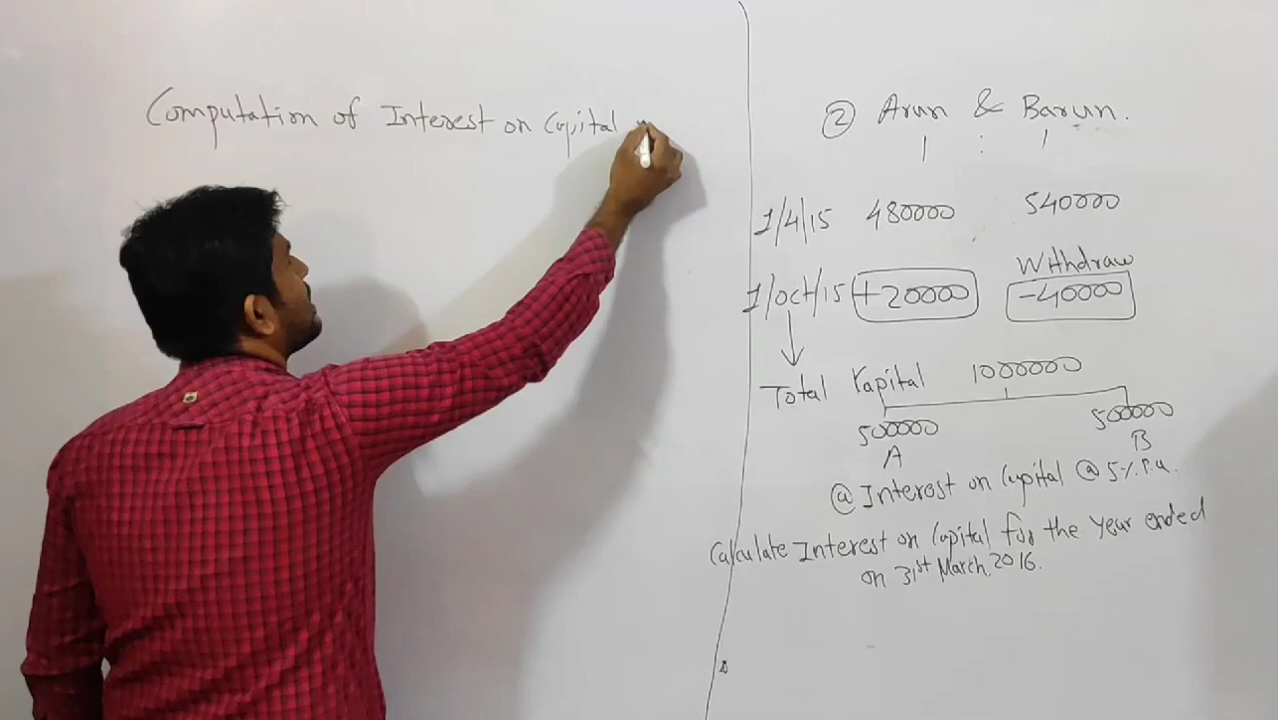 Computation of Interest on Capital
② Arun & Barun.
1 : 1
1/4/15 480000 540000
Withdraw
1/Oct/15 +20000 -40000
Total Kapital 1000000
500000 500000
A B
@ Interest on Capital @ 5%. P.a.
Calculate Interest on Capital for the Year ended
on 31st March, 2016.